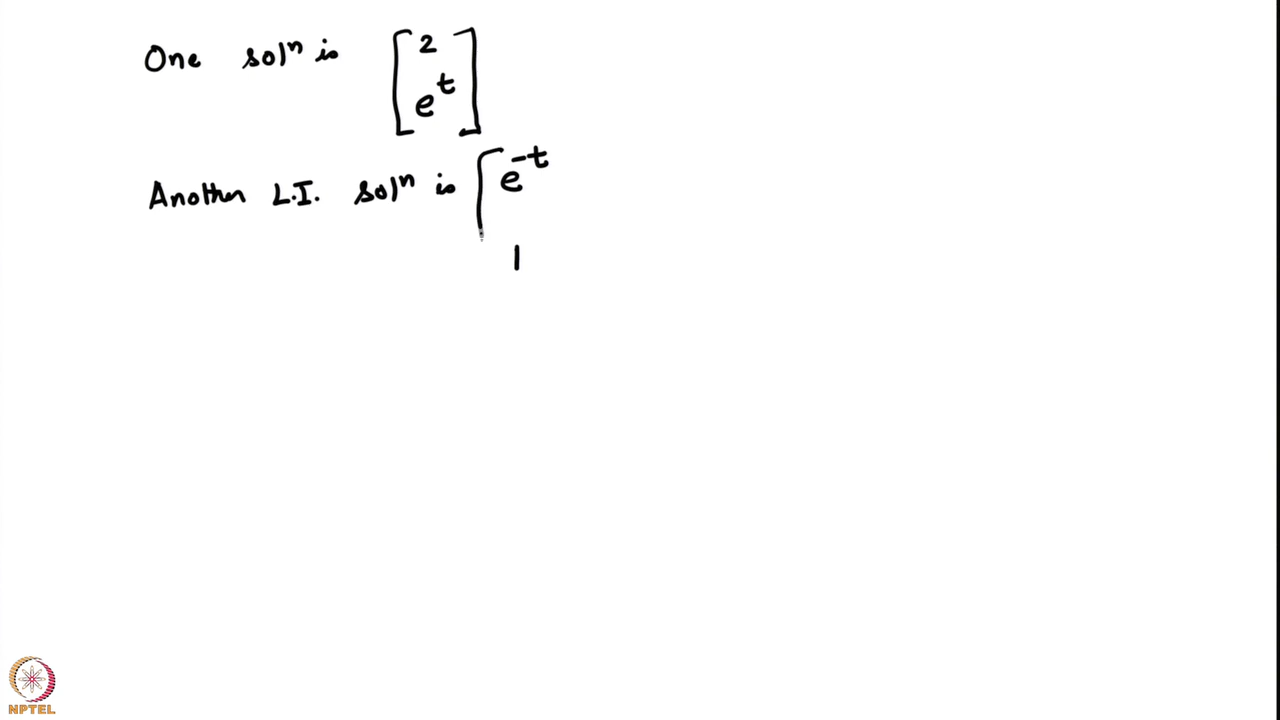 One solⁿ is [2
e^t]
Another L.I. solⁿ is [e^-t
1
NPTEL